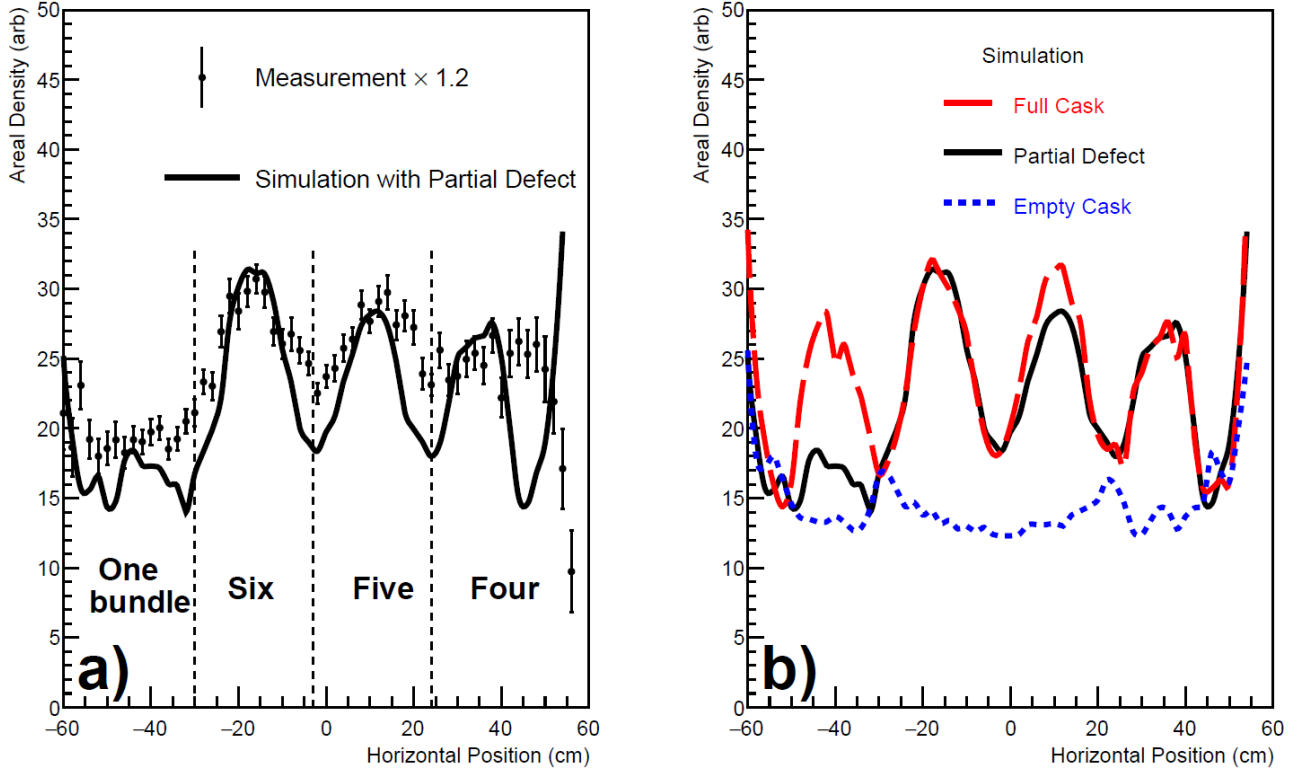 Areal Density (arb)
50
45
40
35
30
25
20
15
10
5
0
Measurement × 1.2
Simulation with Partial Defect
One
bundle
Six
Five
Four
a)
−60
−40
−20
0
20
40
60
Horizontal Position (cm)
Areal Density (arb)
50
45
40
35
30
25
20
15
10
5
0
Simulation
Full Cask
Partial Defect
Empty Cask
b)
−60
−40
−20
0
20
40
60
Horizontal Position (cm)